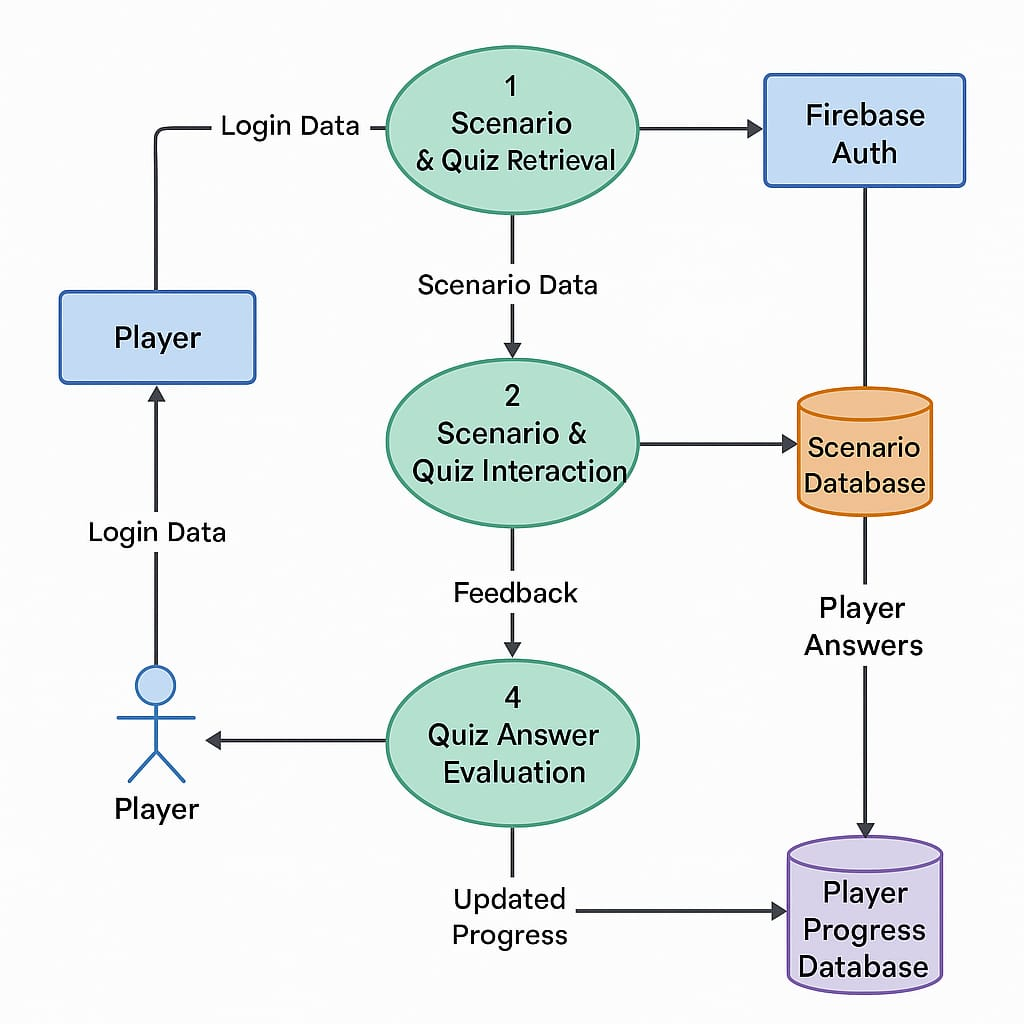 1
Scenario
& Quiz Retrieval
Login Data
Firebase
Auth
Scenario Data
Player
2
Scenario &
Quiz Interaction
Scenario
Database
Login Data
Feedback
Player
Answers
4
Quiz Answer
Evaluation
Player
Updated
Progress
Player
Progress
Database